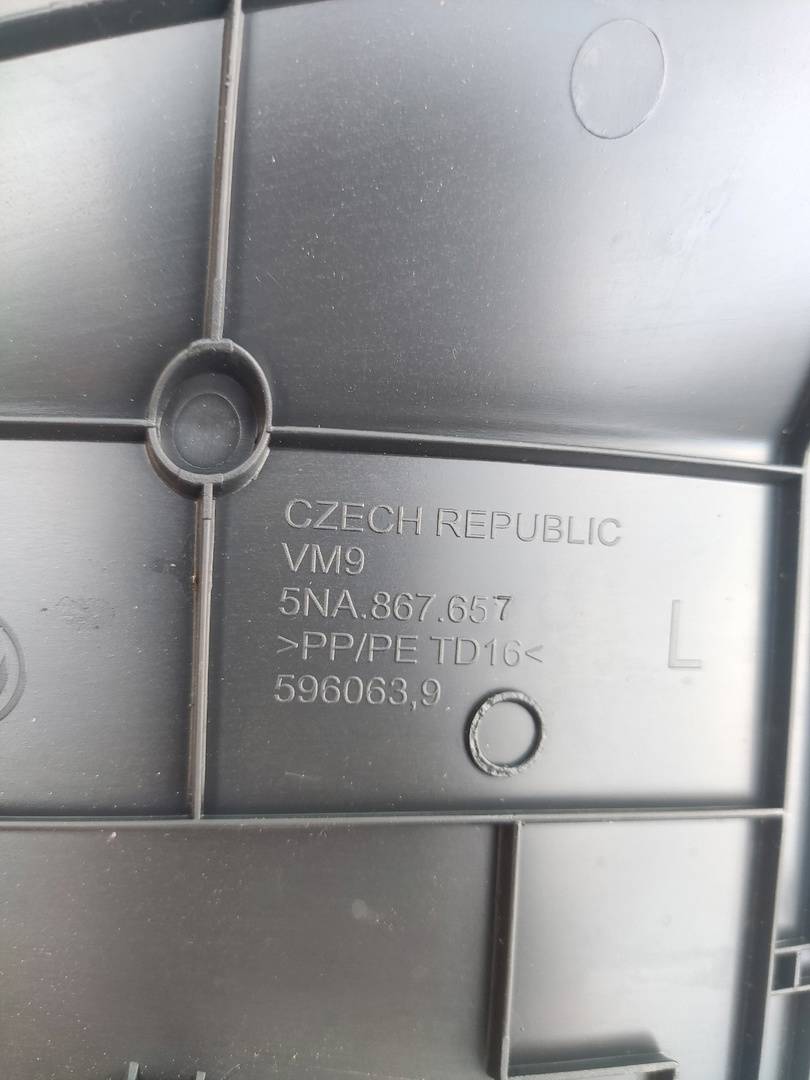 CZECH REPUBLIC
VM9
5NA.867.657
>PP/PE TD16<
596063,9
L